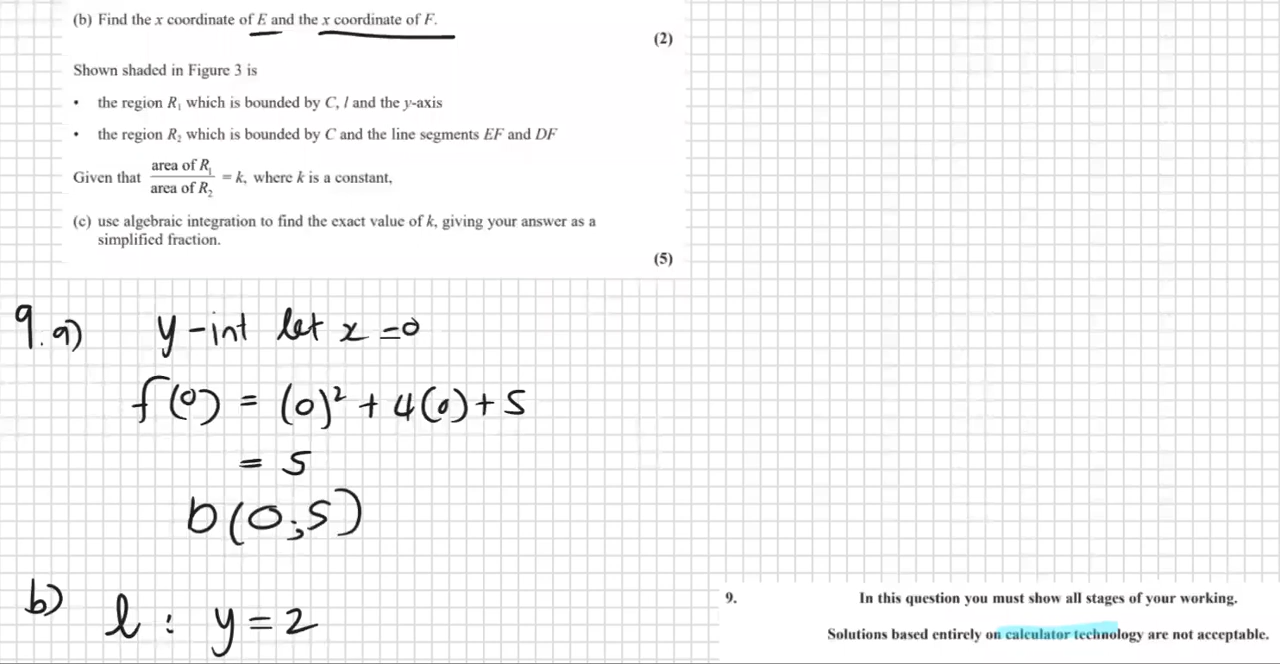 (b) Find the x coordinate of E and the x coordinate of F.
(2)
Shown shaded in Figure 3 is
• the region R₁ which is bounded by C, l and the y-axis
• the region R₂ which is bounded by C and the line segments EF and DF
Given that area of R₁ / area of R₂ = k, where k is a constant,
(c) use algebraic integration to find the exact value of k, giving your answer as a
simplified fraction.
(5)
9. a) y-int let x = 0
f(0) = (0)² + 4(0) + 5
= 5
b(0;5)
b) l : y = 2
9. In this question you must show all stages of your working.
Solutions based entirely on calculator technology are not acceptable.